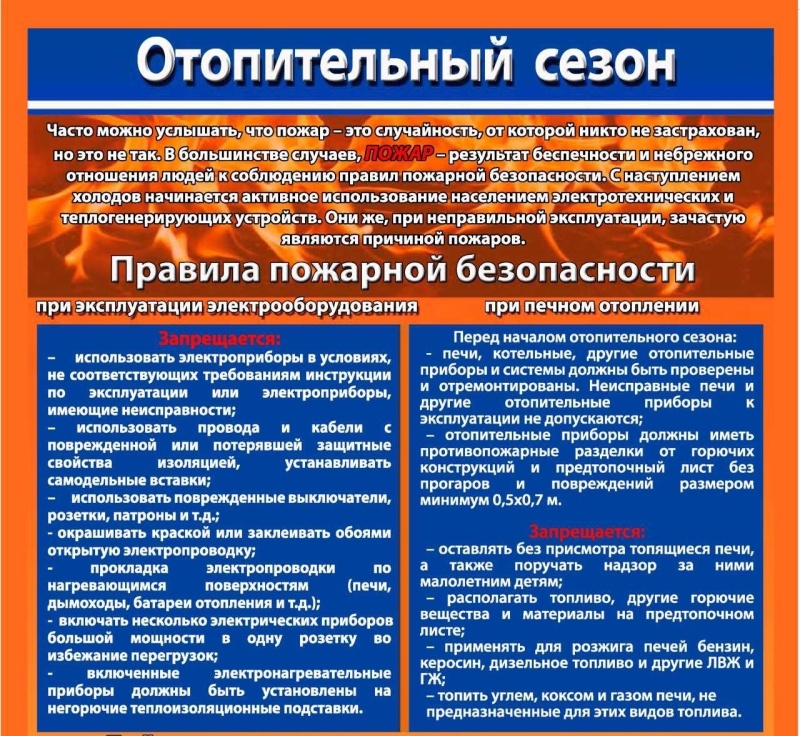 Отопительный сезон
Часто можно услышать, что пожар – это случайность, от которой никто не застрахован,
но это не так. В большинстве случаев, ПОЖАР – результат беспечности и небрежного
отношения людей к соблюдению правил пожарной безопасности. С наступлением
холодов начинается активное использование населением электротехнических и
теплогенерирующих устройств. Они же, при неправильной эксплуатации, зачастую
являются причиной пожаров.
Правила пожарной безопасности
при эксплуатации электрооборудования
Запрещается:
– использовать электроприборы в условиях,
не соответствующих требованиям инструкции
по эксплуатации или электроприборы,
имеющие неисправности;
– использовать провода и кабели с
поврежденной или потерявшей защитные
свойства изоляцией, устанавливать
самодельные вставки;
– использовать поврежденные выключатели,
розетки, патроны и т.д.;
- окрашивать краской или заклеивать обоями
открытую электропроводку;
- прокладка электропроводки по
нагревающимся поверхностям (печи,
дымоходы, батареи отопления и т.д.);
- включать несколько электрических приборов
большой мощности в одну розетку во
избежание перегрузок;
- включенные электронагревательные
приборы должны быть установлены на
негорючие теплоизоляционные подставки.
при печном отоплении
Перед началом отопительного сезона:
- печи, котельные, другие отопительные
приборы и системы должны быть проверены
и отремонтированы. Неисправные печи и
другие отопительные приборы к
эксплуатации не допускаются;
– отопительные приборы должны иметь
противопожарные разделки от горючих
конструкций и предтопочный лист без
прогаров и повреждений размером
минимум 0,5х0,7 м.
Запрещается:
– оставлять без присмотра топящиеся печи,
а также поручать надзор за ними
малолетним детям;
– располагать топливо, другие горючие
вещества и материалы на предтопочном
листе;
– применять для розжига печей бензин,
керосин, дизельное топливо и другие ЛВЖ и
ГЖ;
– топить углем, коксом и газом печи, не
предназначенные для этих видов топлива.